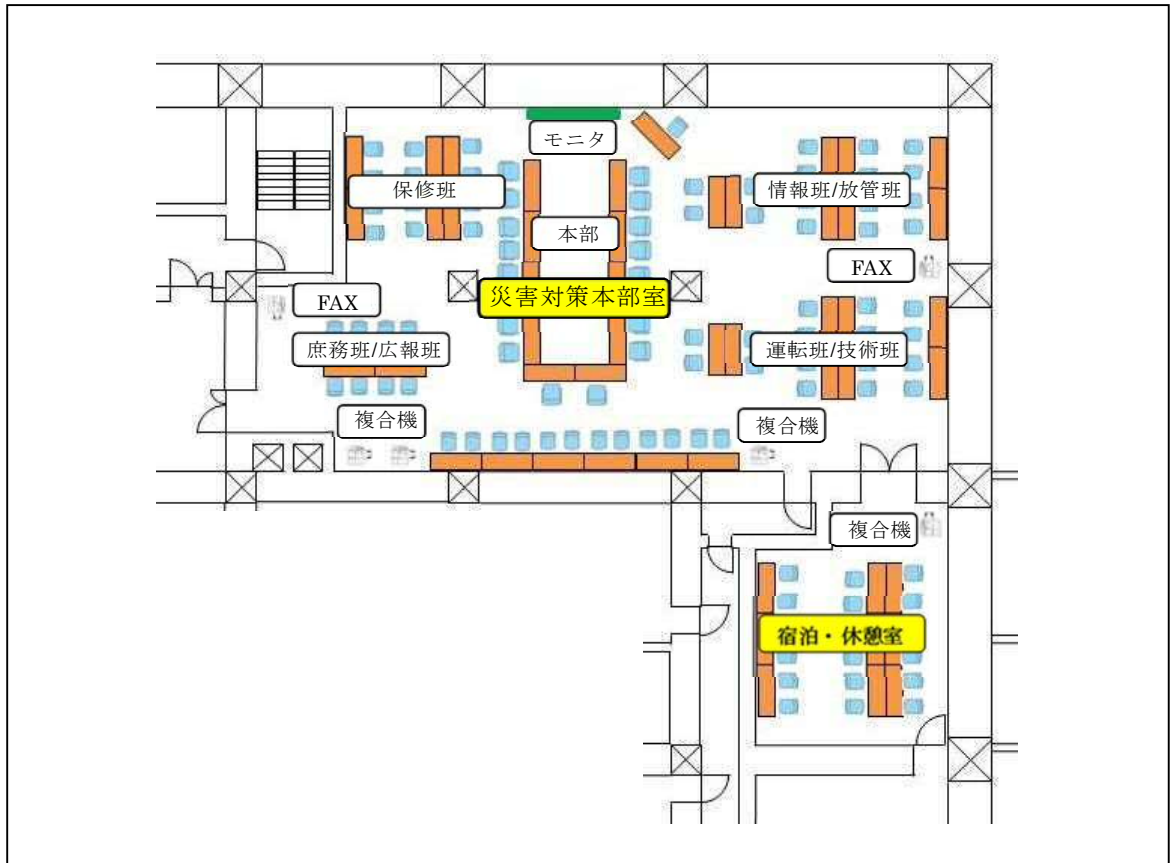 モニタ
保修班
情報班/放管班
本部
FAX
災害対策本部室
FAX
庶務班/広報班
運転班/技術班
複合機
複合機
複合機
宿泊・休憩室